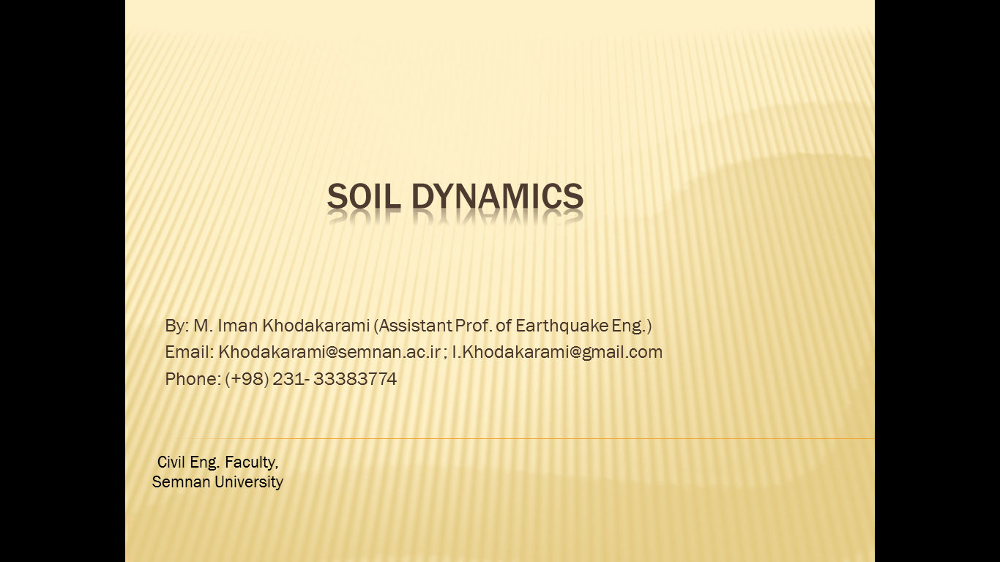 SOIL DYNAMICS
By: M. Iman Khodakarami (Assistant Prof. of Earthquake Eng.)
Email: Khodakarami@semnan.ac.ir ; I.Khodakarami@gmail.com
Phone: (+98) 231- 33383774
Civil Eng. Faculty,
Semnan University